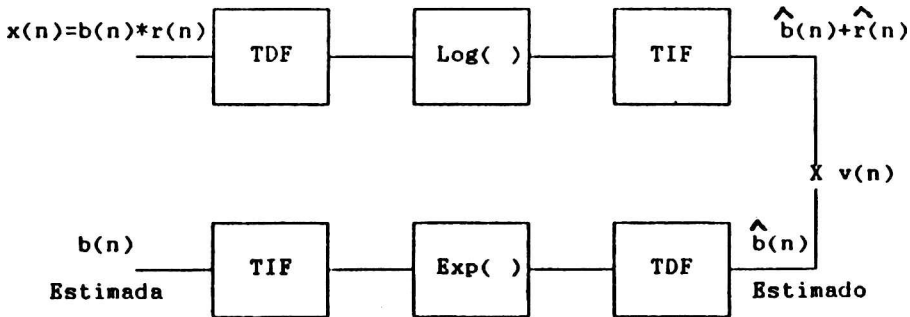 x(n)=b(n)*r(n)
TDF
Log( )
TIF
b̂(n)+r̂(n)
X v(n)
b(n)
Estimada
TIF
Exp( )
TDF
b̂(n)
Estimado